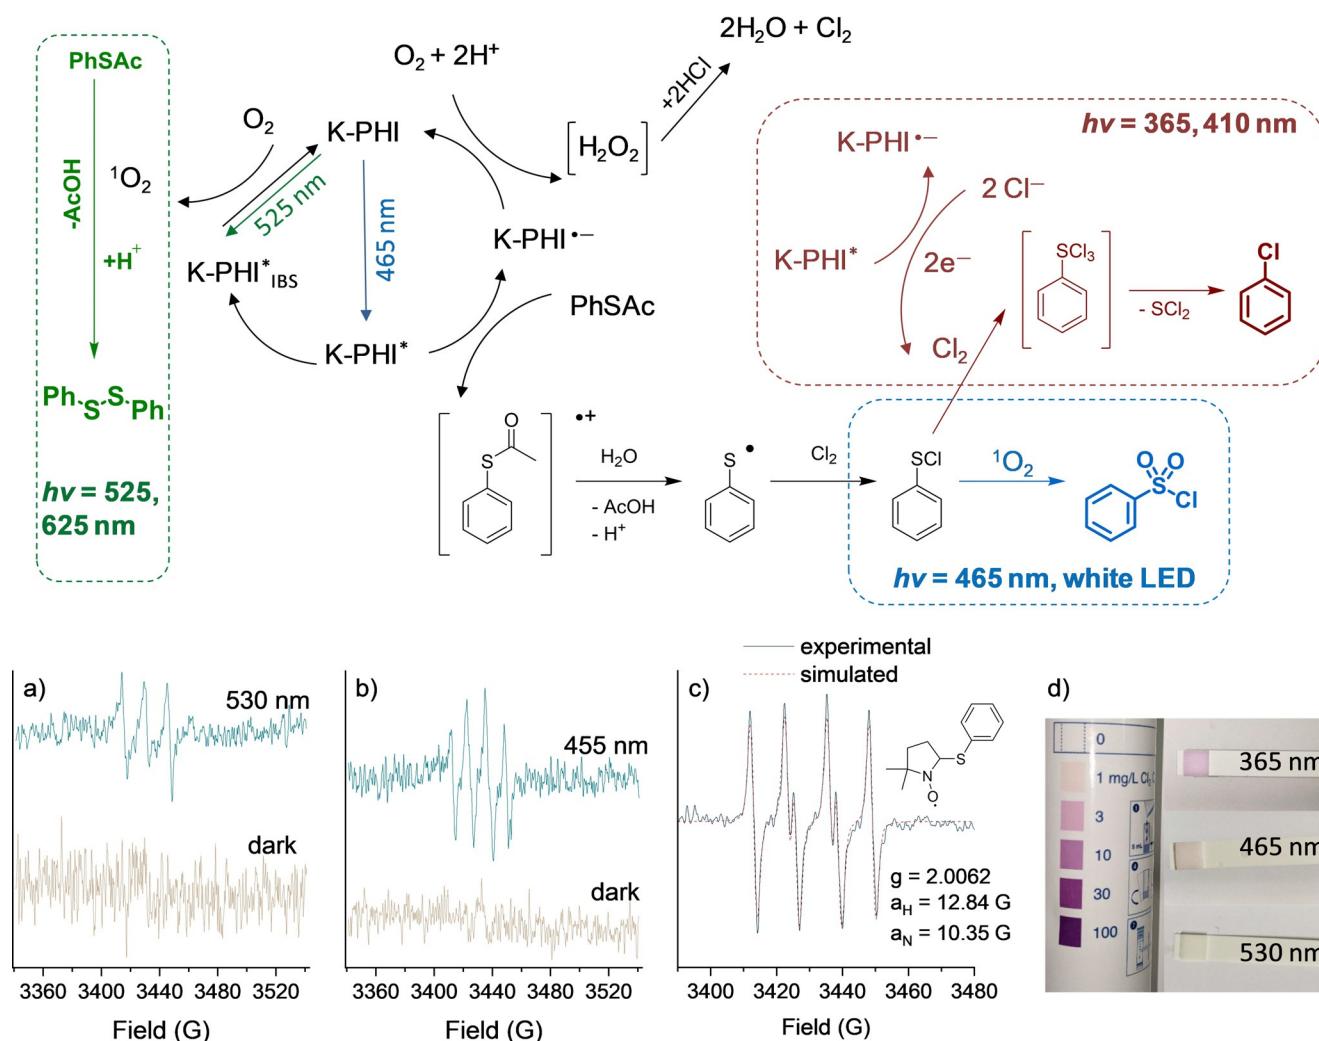 PhSAc
-AcOH
¹O₂
+H⁺
Ph
S
S
Ph
hv = 525,
625 nm
O₂
K-PHI
525 nm
K-PHI*IBS
465 nm
K-PHI*
O₂ + 2H⁺
[H₂O₂]
+2HCl
2H₂O + Cl₂
K-PHI•−
PhSAc
O
S
•+
H₂O
- AcOH
- H⁺
S•
Cl₂
SCl
¹O₂
O O
S
Cl
hv = 465 nm, white LED
hv = 365, 410 nm
K-PHI•−
2 Cl−
K-PHI*
2e−
Cl₂
SCl₃
- SCl₂
Cl
a)
530 nm
dark
3360 3400 3440 3480 3520
Field (G)
b)
455 nm
dark
3360 3400 3440 3480 3520
Field (G)
c)
experimental
simulated
S
N
O•
g = 2.0062
aH = 12.84 G
aN = 10.35 G
3400 3420 3440 3460 3480
Field (G)
d)
0
1 mg/L Cl₂
3
10
30
100
365 nm
465 nm
530 nm